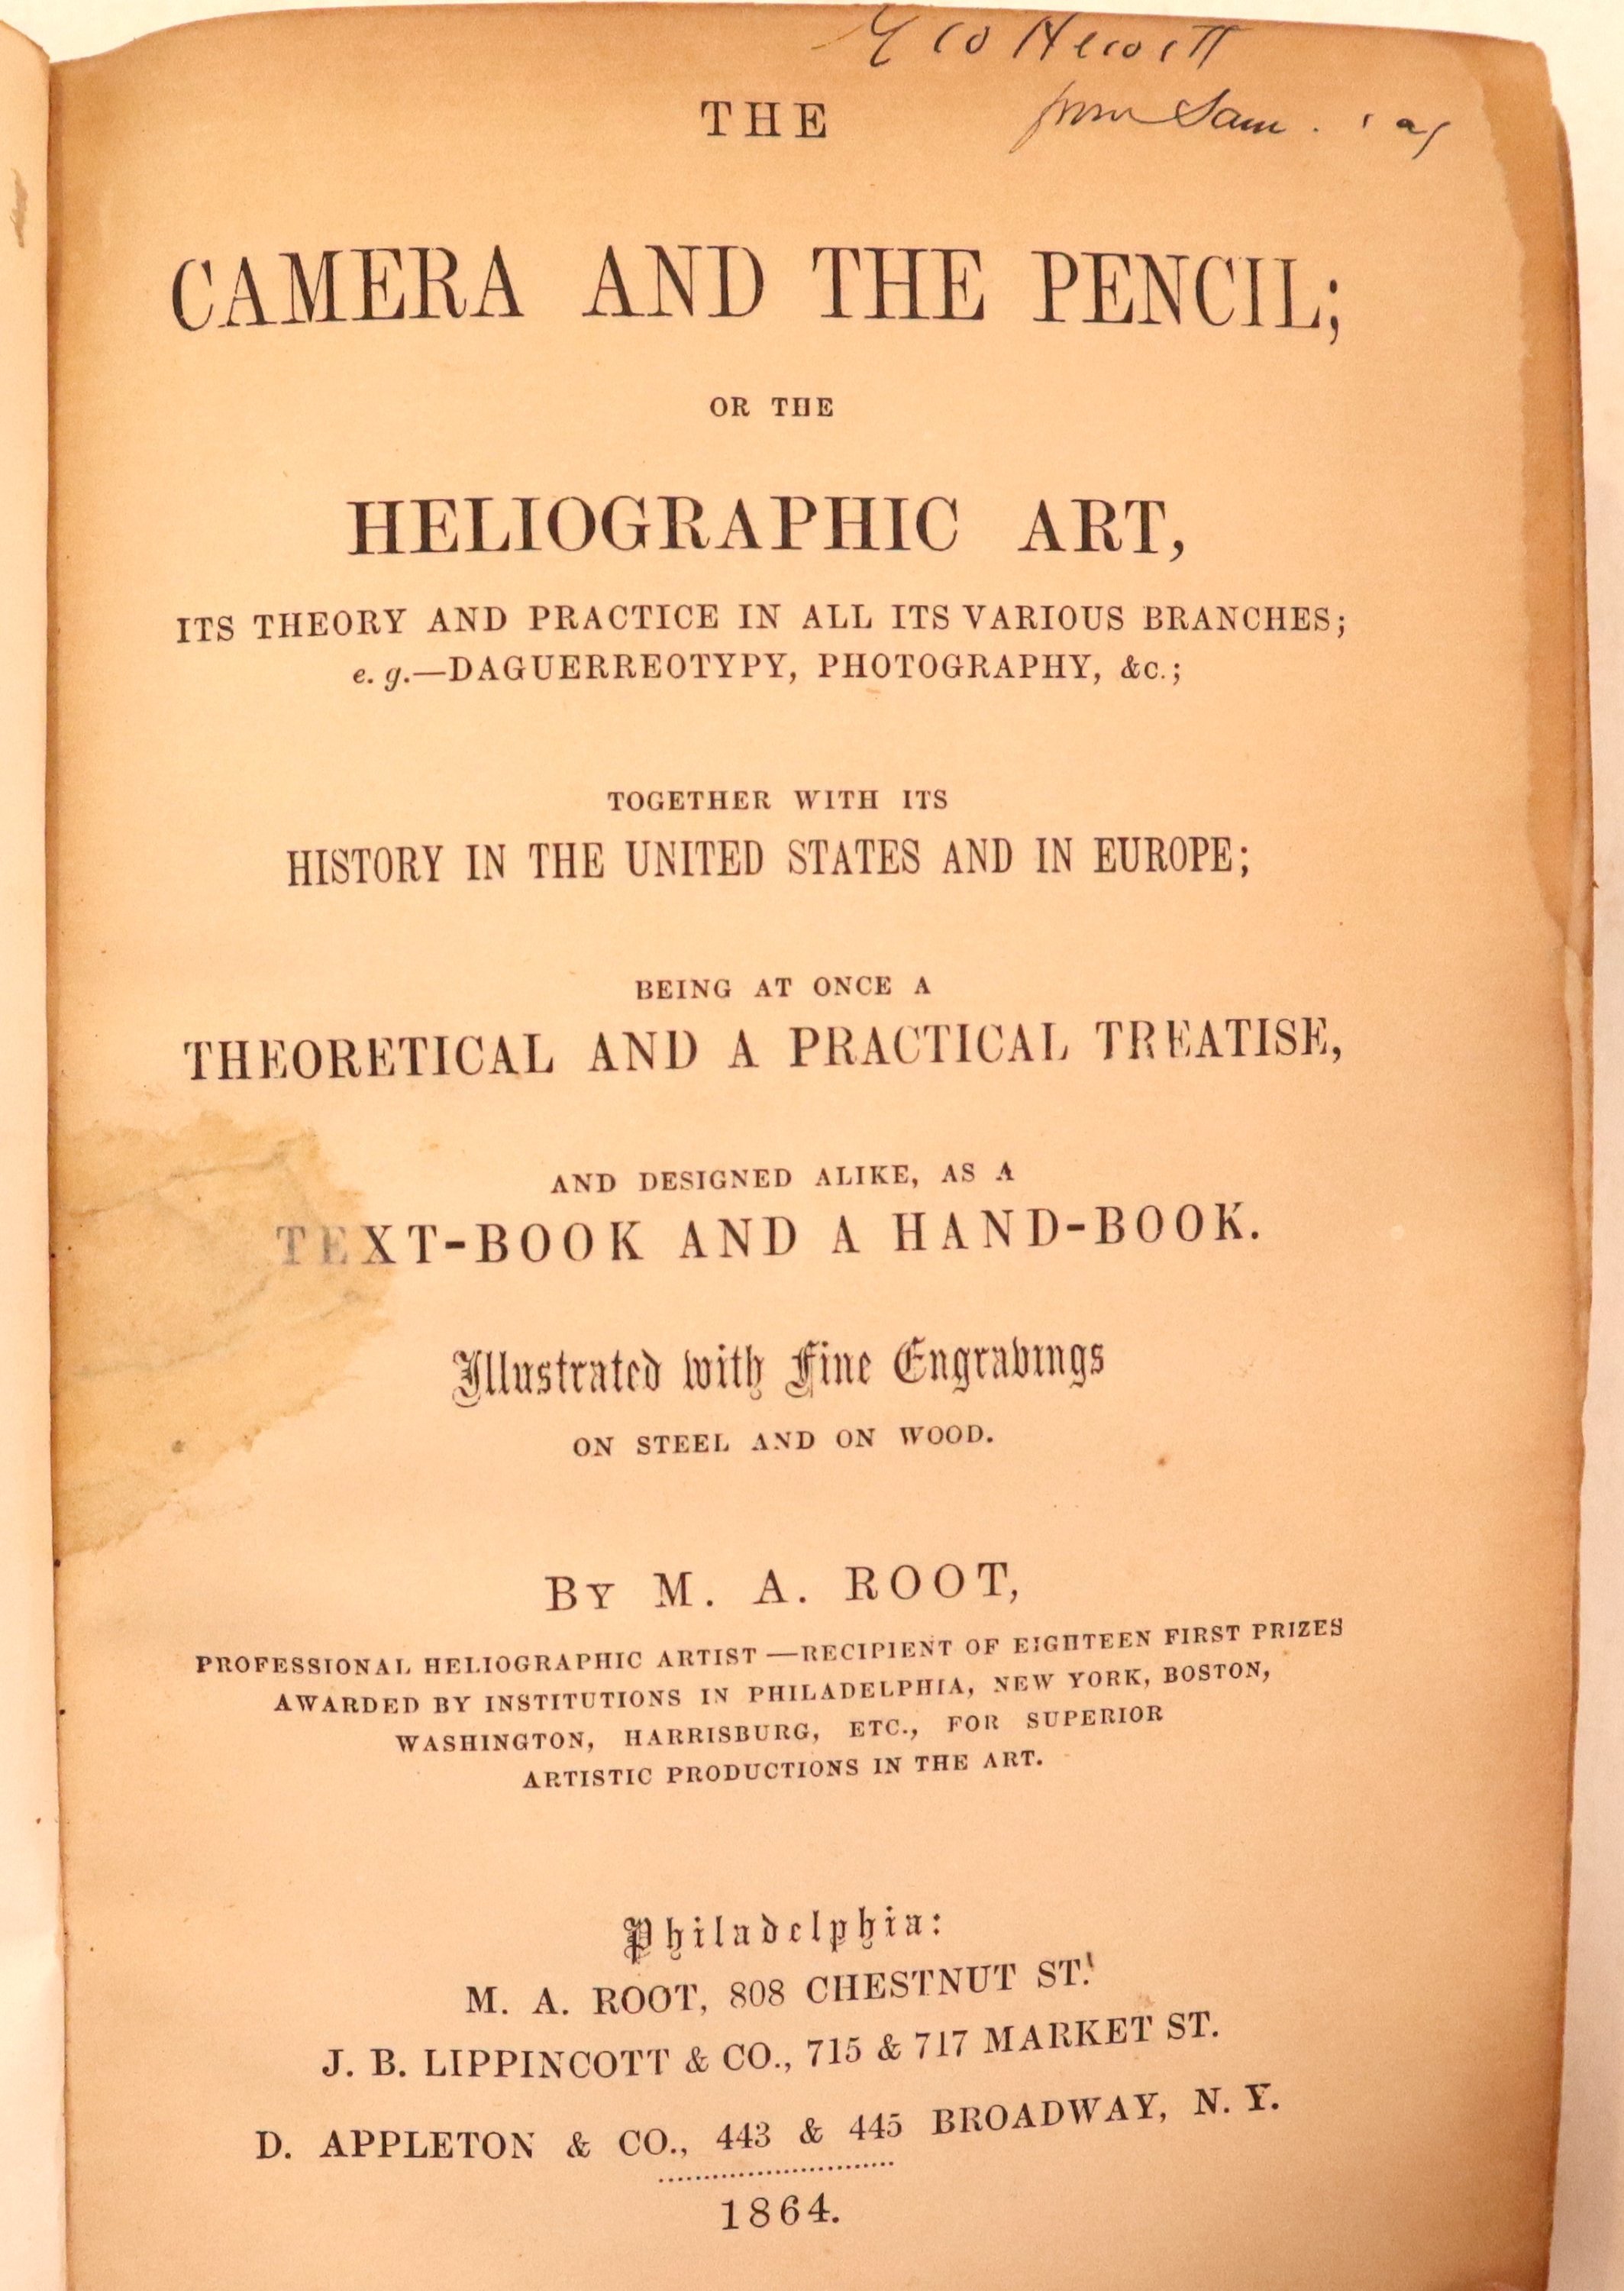 Geo Hewitt
from Sam.
THE
CAMERA AND THE PENCIL;
OR THE
HELIOGRAPHIC ART,
ITS THEORY AND PRACTICE IN ALL ITS VARIOUS BRANCHES;
e. g.—DAGUERREOTYPY, PHOTOGRAPHY, &c.;
TOGETHER WITH ITS
HISTORY IN THE UNITED STATES AND IN EUROPE;
BEING AT ONCE A
THEORETICAL AND A PRACTICAL TREATISE,
AND DESIGNED ALIKE, AS A
TEXT-BOOK AND A HAND-BOOK.
Illustrated with Fine Engravings
ON STEEL AND ON WOOD.
BY M. A. ROOT,
PROFESSIONAL HELIOGRAPHIC ARTIST—RECIPIENT OF EIGHTEEN FIRST PRIZES
AWARDED BY INSTITUTIONS IN PHILADELPHIA, NEW YORK, BOSTON,
WASHINGTON, HARRISBURG, ETC., FOR SUPERIOR
ARTISTIC PRODUCTIONS IN THE ART.
Philadelphia:
M. A. ROOT, 808 CHESTNUT ST.
J. B. LIPPINCOTT & CO., 715 & 717 MARKET ST.
D. APPLETON & CO., 443 & 445 BROADWAY, N. Y.
1864.